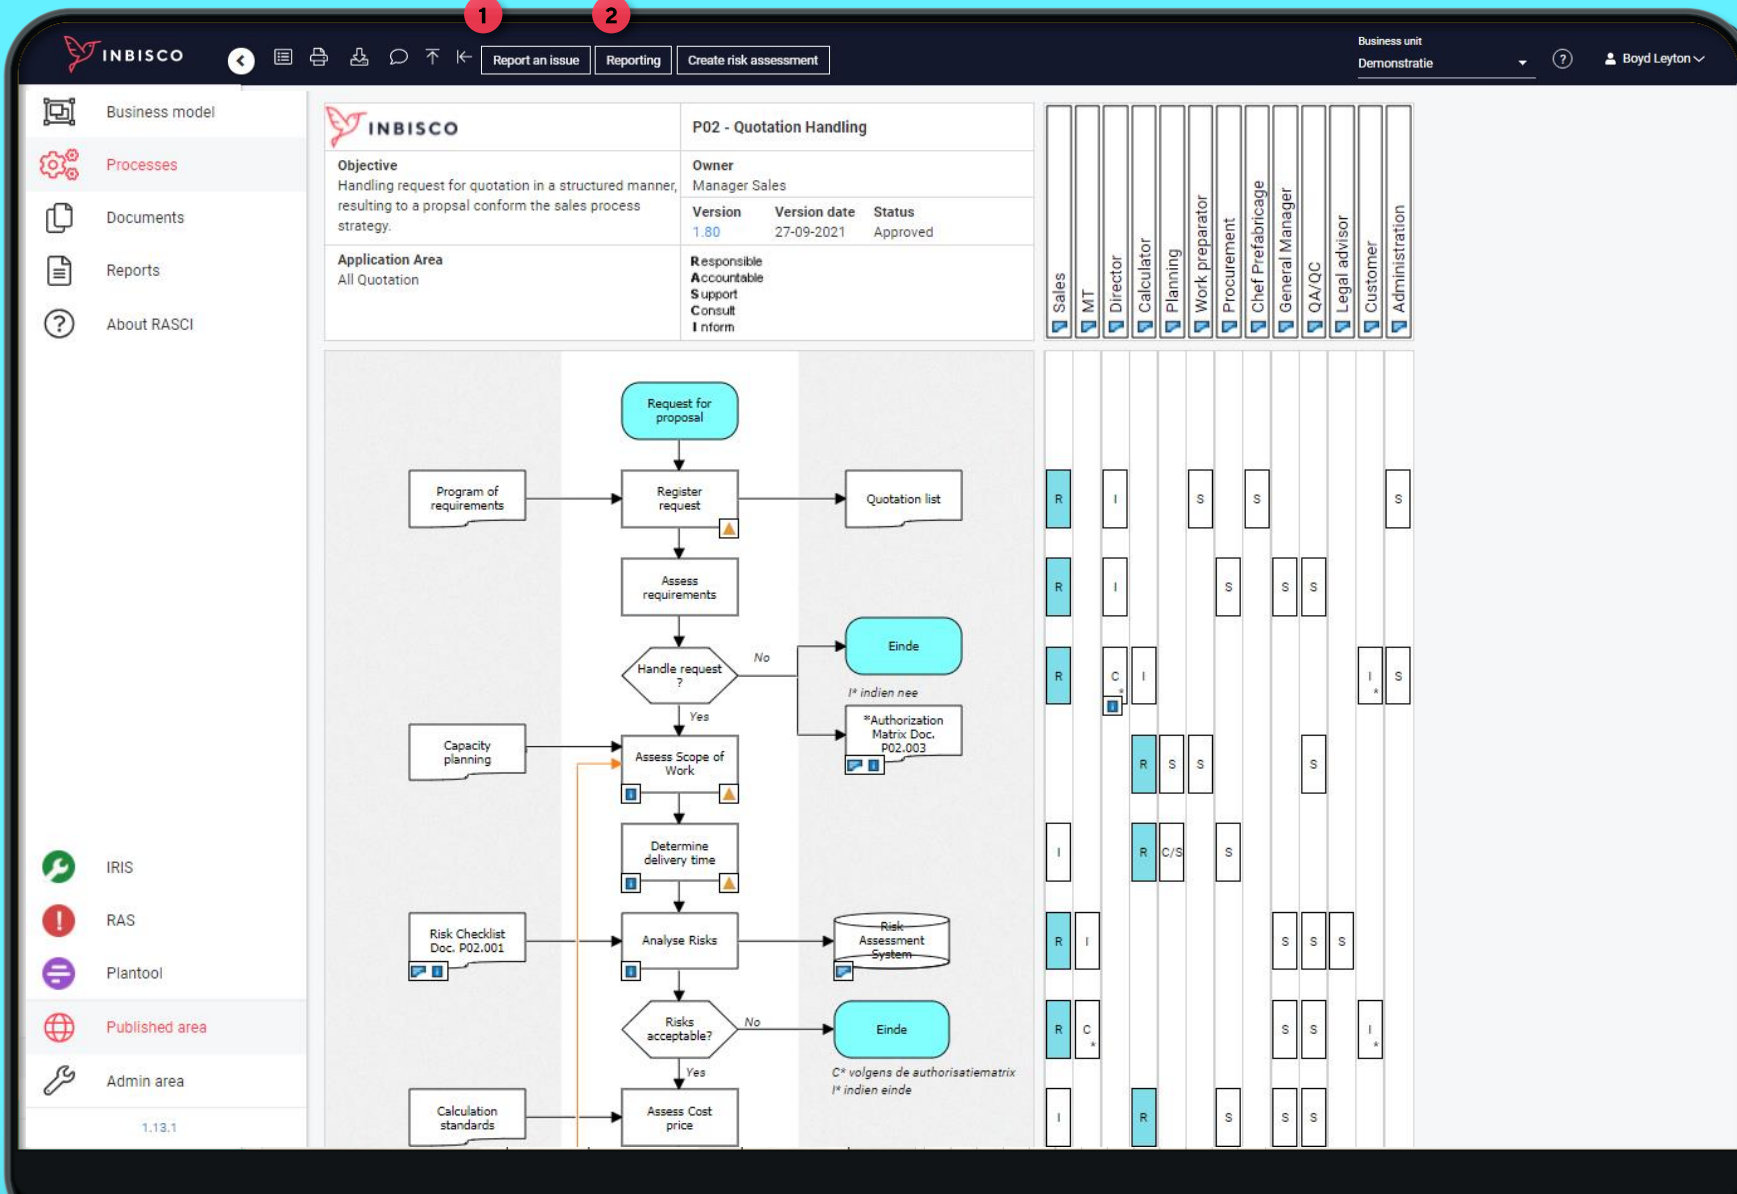 1
2
INBISCO
Report an issue
Reporting
Create risk assessment
Business unit
Demonstratie
?
Boyd Leyton
Business model
Processes
Documents
Reports
?
About RASCI
IRIS
!
RAS
Plantool
Published area
Admin area
1.13.1
INBISCO
P02 - Quotation Handling
Objective
Handling request for quotation in a structured manner,
resulting to a propsal conform the sales process
strategy.
Owner
Manager Sales
Version
Version date
Status
1.80
27-09-2021
Approved
Application Area
All Quotation
Responsible
Accountable
Support
Consult
Inform
Sales
MT
Director
Calculator
Planning
Work preparator
Procurement
Chef Prefabricage
General Manager
QA/QC
Legal advisor
Customer
Administration
Request for
proposal
Program of
requirements
Register
request
Quotation list
R
I
S
S
S
Assess
requirements
R
I
S
S
S
Handle request
?
No
Einde
I* indien nee
Yes
*Authorization
Matrix Doc.
P02.003
R
C
*
I
I
*
S
Capacity
planning
Assess Scope of
Work
R
S
S
S
Determine
delivery time
I
R
C/S
S
Risk Checklist
Doc. P02.001
Analyse Risks
Risk
Assessment
System
R
I
S
S
S
Risks
acceptable?
No
Einde
C* volgens de authorisatiematrix
I* indien einde
Yes
R
C
*
S
S
I
*
Calculation
standards
Assess Cost
price
I
R
S
S
S